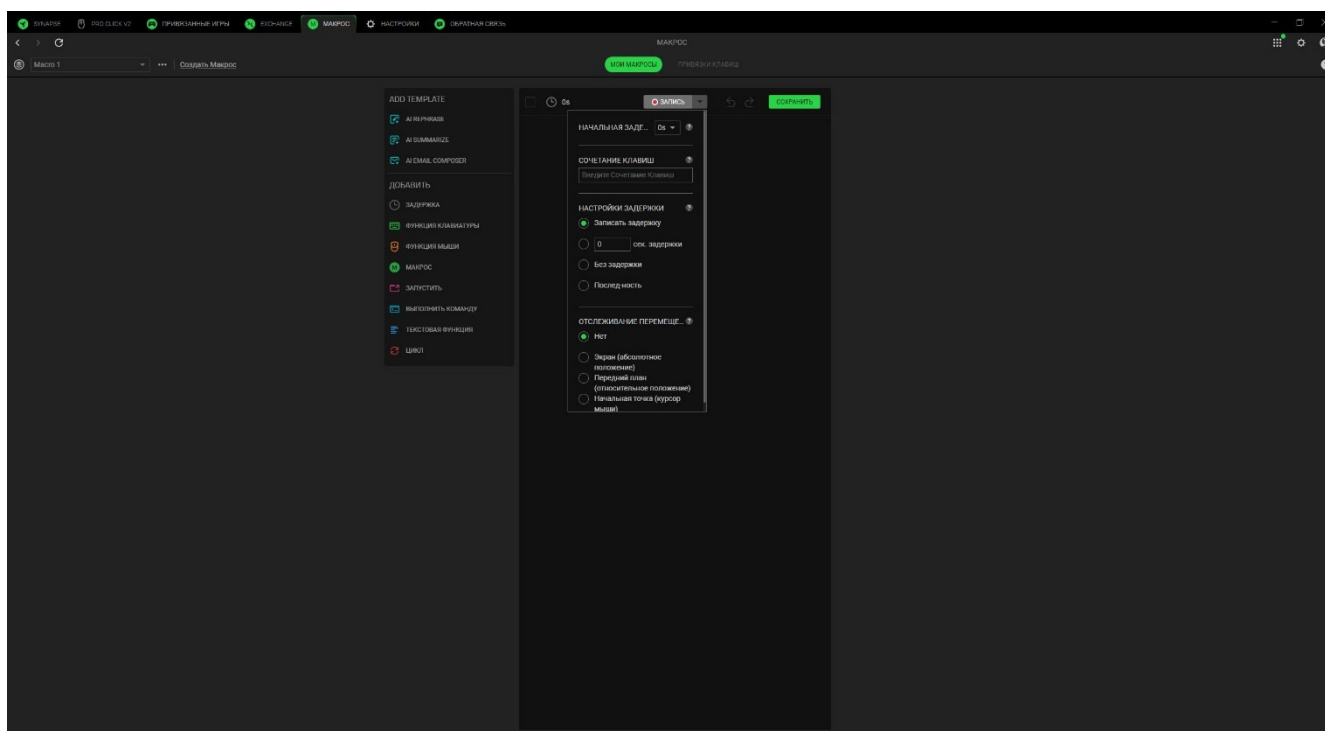 SYNAPSE PRO CLICK V2 ПРИВЯЗАННЫЕ ИГРЫ EXCHANGE МАКРОС НАСТРОЙКИ ОБРАТНАЯ СВЯЗЬ
МАКРОС
Macro 1 Создать Макрос МОИ МАКРОСЫ ПРИВЯЗКИ КЛАВИШ
ADD TEMPLATE
AI REPHRASE
AI SUMMARIZE
AI EMAIL COMPOSER
ДОБАВИТЬ
ЗАДЕРЖКА
ФУНКЦИЯ КЛАВИАТУРЫ
ФУНКЦИЯ МЫШИ
МАКРОС
ЗАПУСТИТЬ
ВЫПОЛНИТЬ КОМАНДУ
ТЕКСТОВАЯ ФУНКЦИЯ
ЦИКЛ
0s ЗАПИСЬ СОХРАНИТЬ
НАЧАЛЬНАЯ ЗАДЕ... 0s
СОЧЕТАНИЕ КЛАВИШ
Введите Сочетание Клавиш
НАСТРОЙКИ ЗАДЕРЖКИ
Записать задержку
0 сек. задержки
Без задержки
Послед-ность
ОТСЛЕЖИВАНИЕ ПЕРЕМЕЩЕ...
Нет
Экран (абсолютное
положение)
Передний план
(относительное положение)
Начальная точка (курсор
мыши)